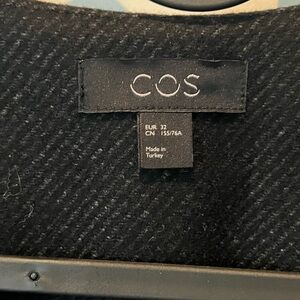 COS
EUR 32
CN 155/76A
Made in
Turkey